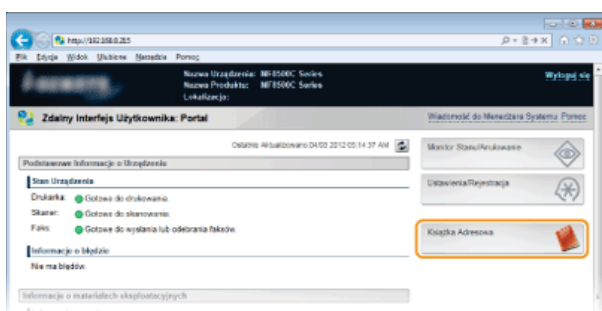 http://192.168.0.215
Plik Edycja Widok Ulubione Narzędzia Pomoc
Nazwa Urządzenia: MF8500C Series
Nazwa Produktu: MF8500C Series
Lokalizacja:
Wyloguj się
Zdalny Interfejs Użytkownika: Portal
Wiadomość do Menedżera Systemu Pomoc
Ostatnie Aktualizowano 04/03 2012 05:14:37 AM
Podstawowe Informacje o Urządzeniu
Stan Urządzenia
Drukarka: Gotowe do drukowania.
Skaner: Gotowe do skanowania.
Faks: Gotowe do wysłania lub odebrania faksów.
Informacje o błędzie
Nie ma błędów.
Informacje o materiałach eksploatacyjnych
Monitor Stanu/Anulowanie
Ustawienia/Rejestracja
Książka Adresowa